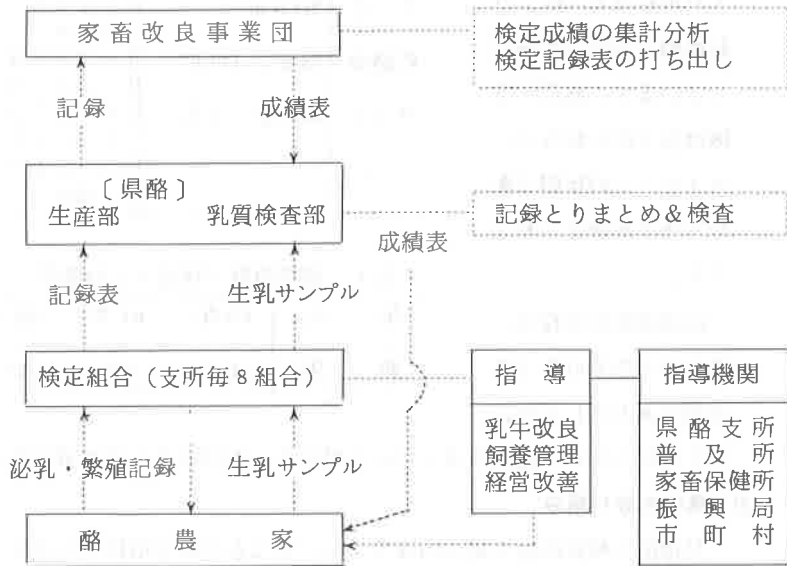 家畜改良事業団
検定成績の集計分析
検定記録表の打ち出し
記録
成績表
〔県酪〕
生産部
乳質検査部
記録とりまとめ&検査
成績表
記録表
生乳サンプル
検定組合(支所毎8組合)
指導
指導機関
乳牛改良
飼養管理
経営改善
県酪支所
普及所
家畜保健所
振興局
市町村
泌乳・繁殖記録
生乳サンプル
酪農家